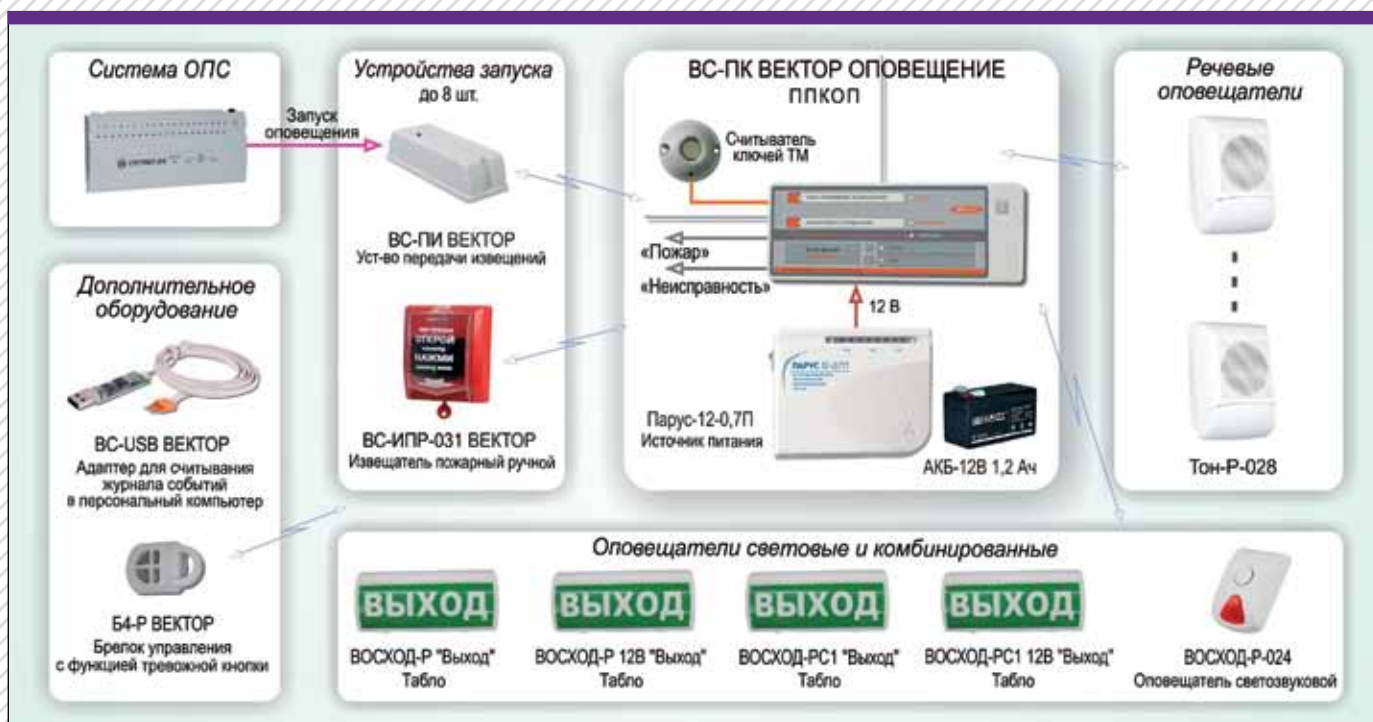 Система ОПС
Запуск
оповещения
Устройства запуска
до 8 шт.
ВС-ПИ ВЕКТОР
Уст-во передачи извещений
ОТКРОЙ
НАЖМИ
ВС-ИПР-031 ВЕКТОР
Извещатель пожарный ручной
Дополнительное
оборудование
ВС-USB ВЕКТОР
Адаптер для считывания
журнала событий
в персональный компьютер
Б4-Р ВЕКТОР
Брелок управления
с функцией тревожной кнопки
ВС-ПК ВЕКТОР ОПОВЕЩЕНИЕ
ППКОП
Считыватель
ключей ТМ
«Пожар»
«Неисправность»
12 В
ПАРУС
Парус-12-0,7П
Источник питания
АКБ-12В 1,2 Ач
Речевые
оповещатели
Тон-Р-028
Оповещатели световые и комбинированные
ВЫХОД
ВОСХОД-Р "Выход"
Табло
ВЫХОД
ВОСХОД-Р 12В "Выход"
Табло
ВЫХОД
ВОСХОД-РС1 "Выход"
Табло
ВЫХОД
ВОСХОД-РС1 12В "Выход"
Табло
ВОСХОД-Р-024
Оповещатель светозвуковой